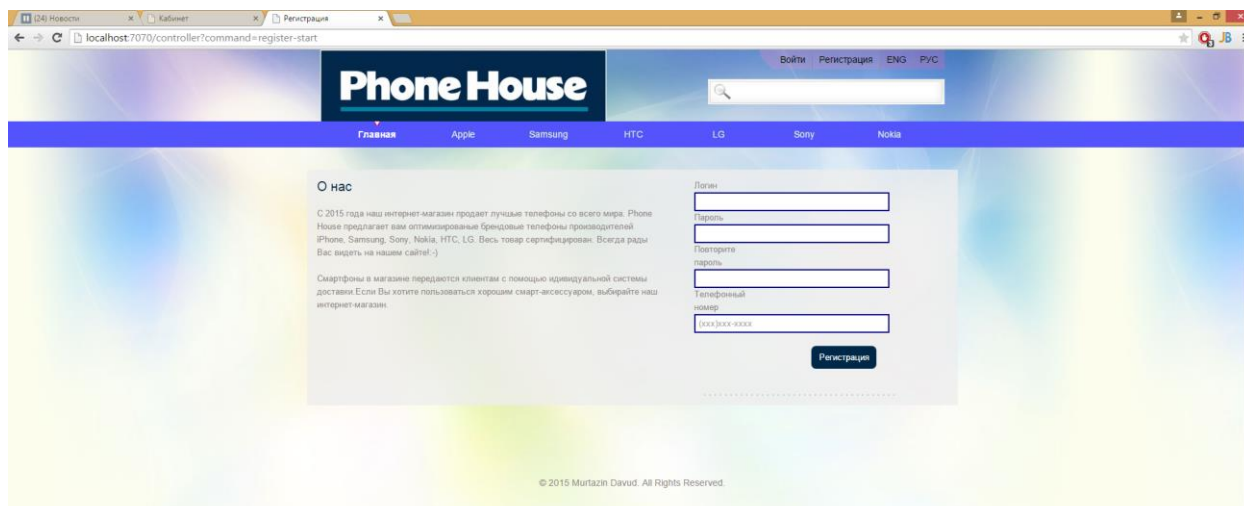 (24) Новости
Кабинет
Регистрация
localhost:7070/controller?command=register-start
JB
Phone House
Войти Регистрация ENG РУС
Главная Apple Samsung HTC LG Sony Nokia
О нас
С 2015 года наш интернет-магазин продает лучшые телефоны со всего мира. Phone
House предлагает вам оптимизированые брендовые телефоны производителей
iPhone, Samsung, Sony, Nokia, HTC, LG. Весь товар сертифицирован. Всегда рады
Вас видеть на нашем сайте!:-)
Смартфоны в магазине передаются клиентам с помощью идивидуальной системы
доставки.Если Вы хотите пользоваться хорошим смарт-аксессуаром, выбирайте наш
интернет-магазин.
Логин
Пароль
Повторите
пароль
Телефонный
номер
(xxx)xxx-xxxx
Регистрация
© 2015 Murtazin Davud. All Rights Reserved.